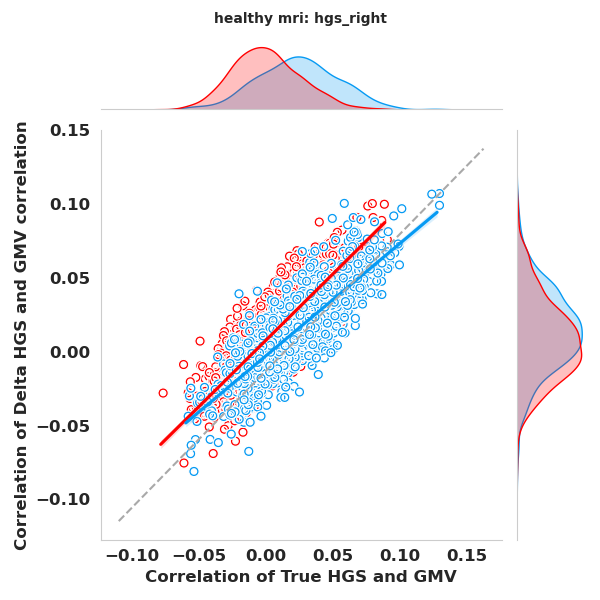 healthy mri: hgs_right
Correlation of Delta HGS and GMV correlation
0.15
0.10
0.05
0.00
−0.05
−0.10
−0.10 −0.05 0.00 0.05 0.10 0.15
Correlation of True HGS and GMV